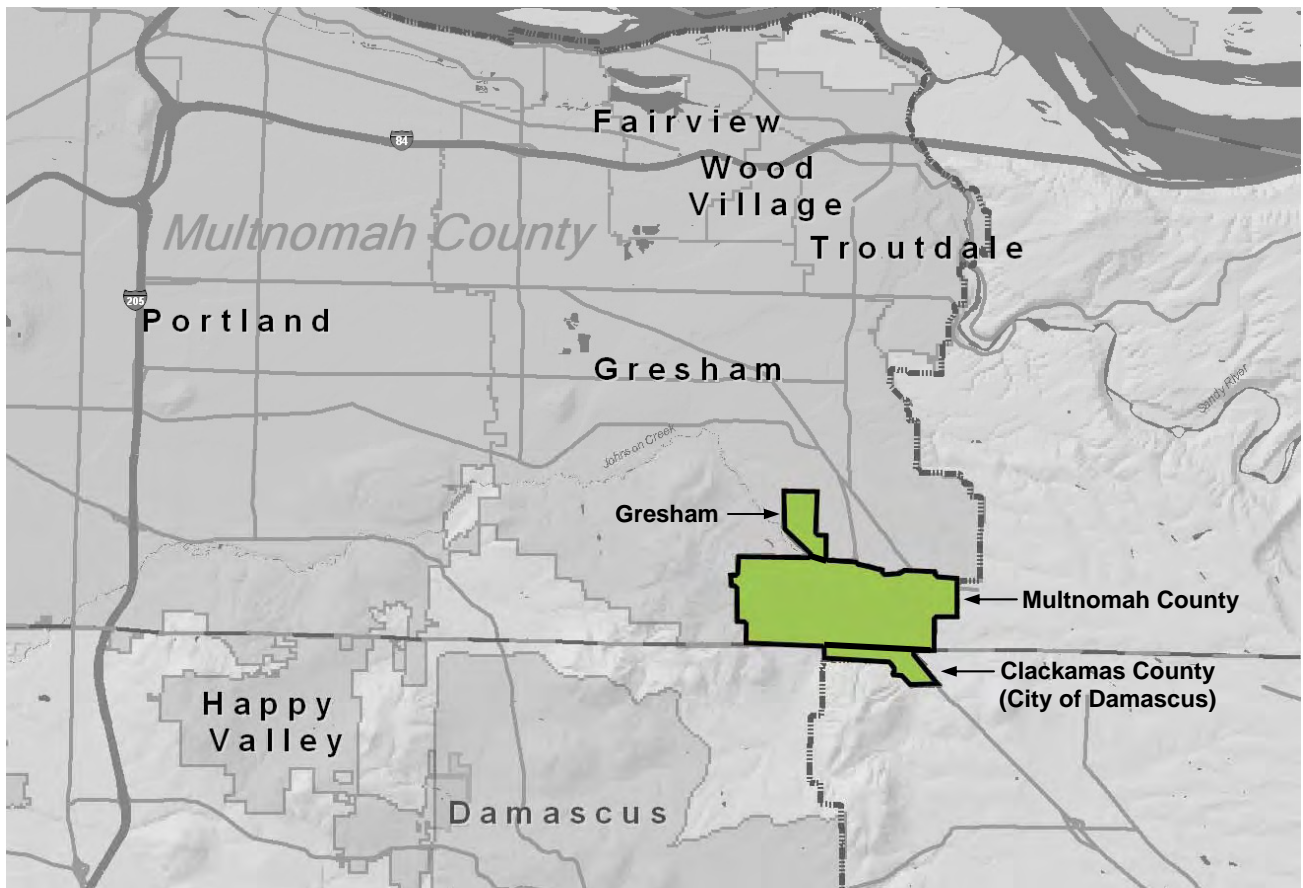 Fairview
84
Wood
Village
Multnomah County
Troutdale
205
Portland
Gresham
Sandy River
Johnson Creek
Gresham
Multnomah County
Clackamas County
(City of Damascus)
Happy
Valley
Damascus